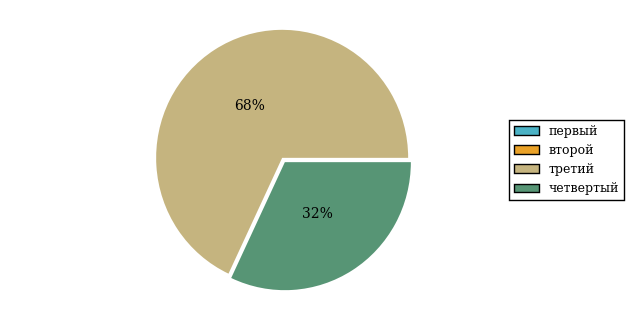 68%
32%
первый
второй
третий
четвертый